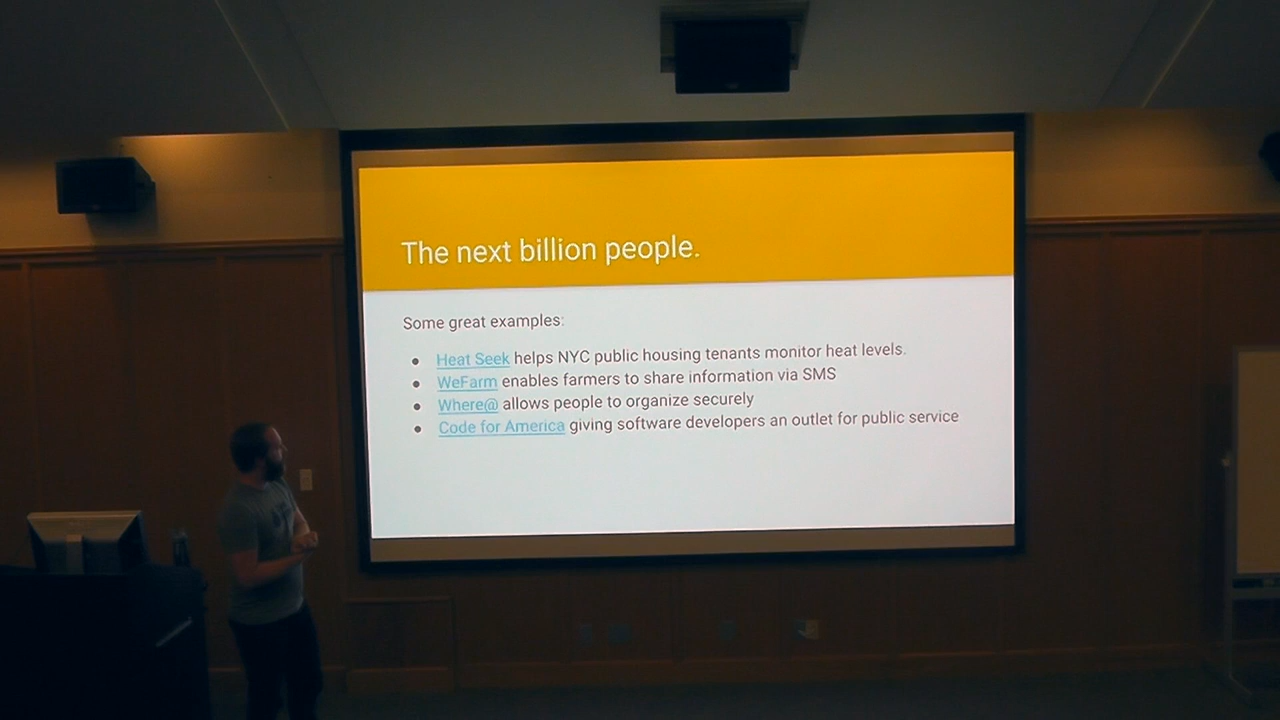 The next billion people.
Some great examples:
● Heat Seek helps NYC public housing tenants monitor heat levels.
● WeFarm enables farmers to share information via SMS
● Where@ allows people to organize securely
● Code for America giving software developers an outlet for public service